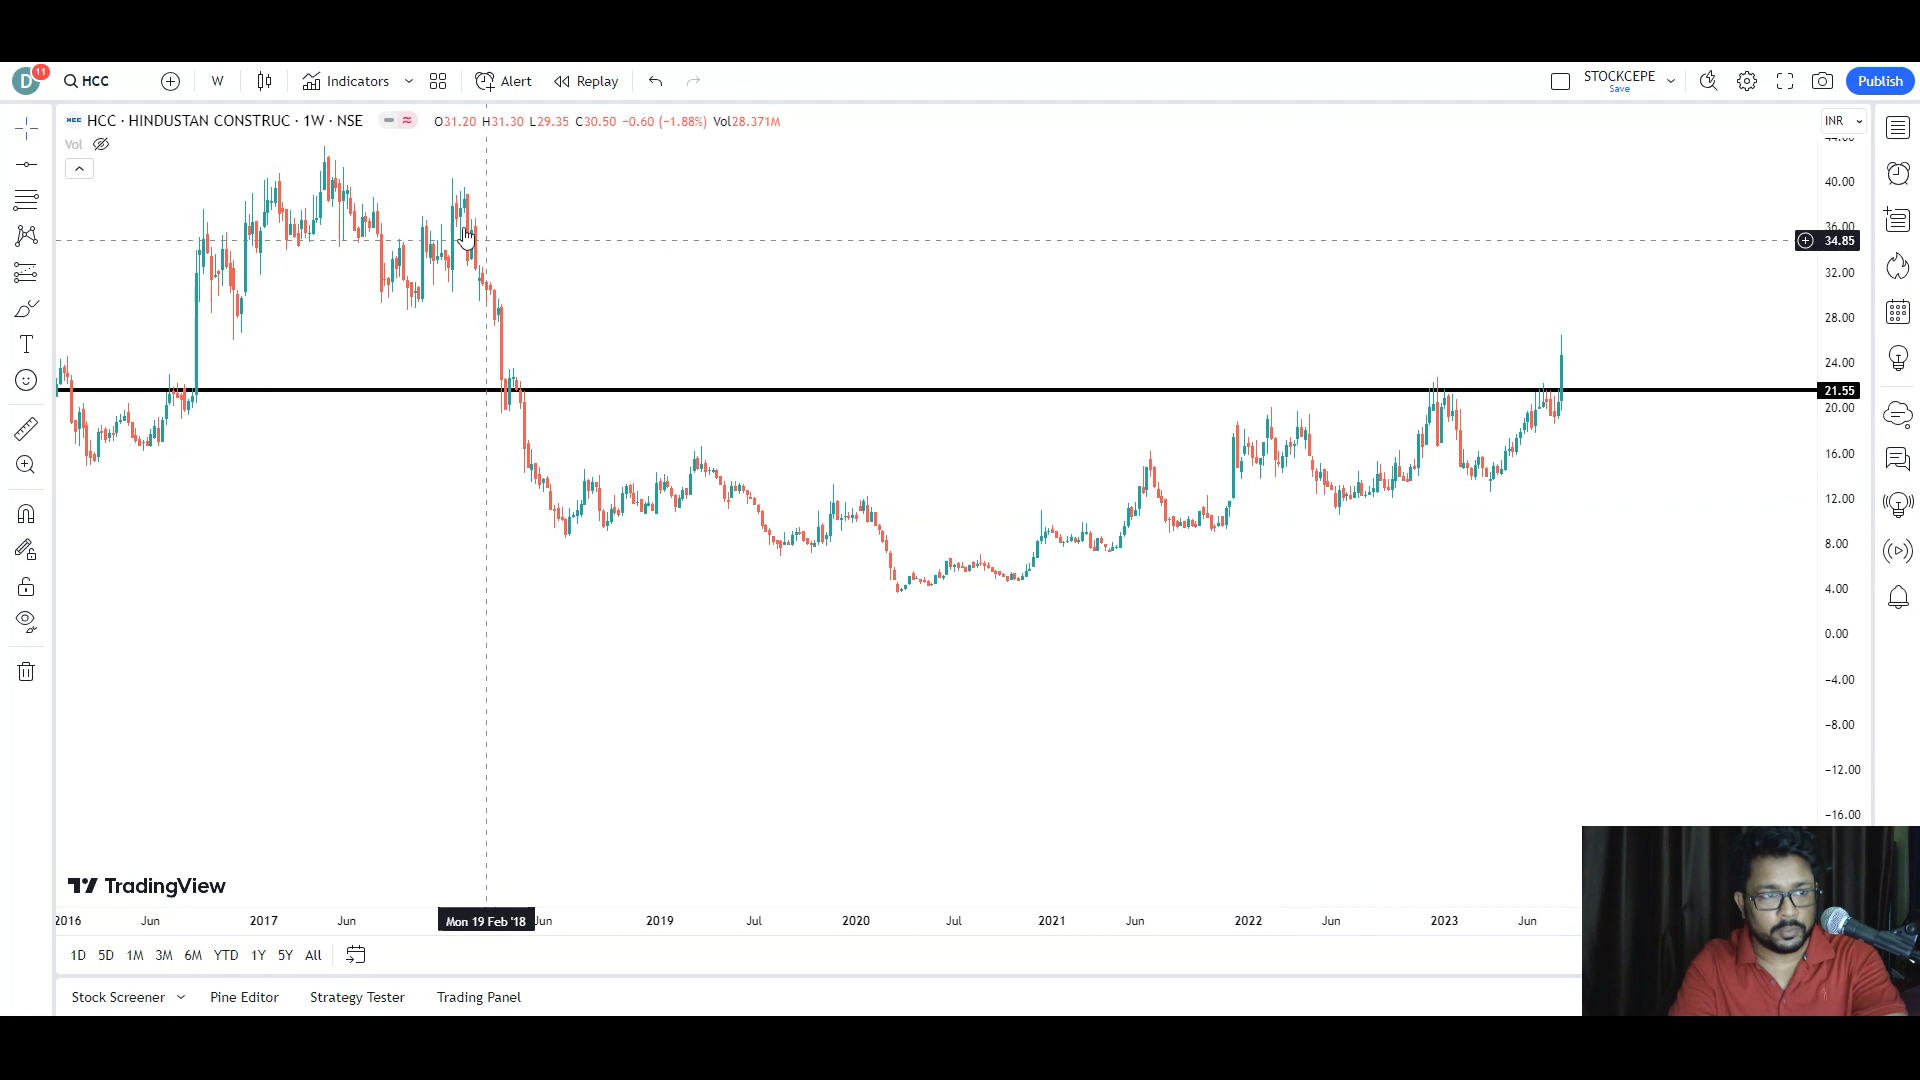 D 11 HCC W Indicators Alert Replay STOCKCEPE Save Publish
HCC HCC · HINDUSTAN CONSTRUC · 1W · NSE O31.20 H31.30 L29.35 C30.50 −0.60 (−1.88%) Vol28.371M INR
Vol
44.00
40.00
36.00
34.85
32.00
28.00
24.00
21.55
20.00
16.00
12.00
8.00
4.00
0.00
−4.00
−8.00
−12.00
−16.00
TradingView
2016 Jun 2017 Jun Mon 19 Feb '18 Jun 2019 Jul 2020 Jul 2021 Jun 2022 Jun 2023 Jun
1D 5D 1M 3M 6M YTD 1Y 5Y All
Stock Screener Pine Editor Strategy Tester Trading Panel